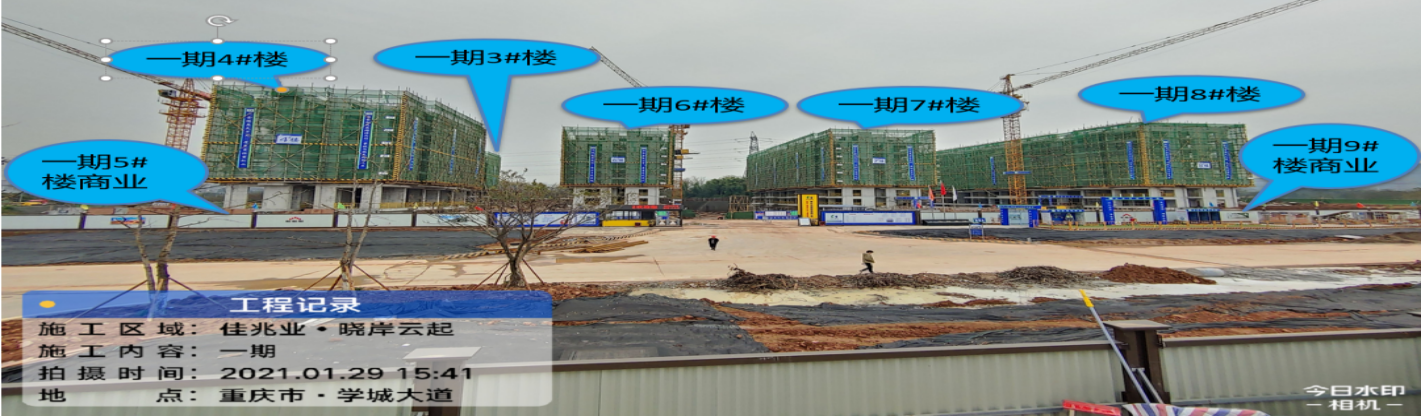 一期4#楼
一期3#楼
一期6#楼
一期7#楼
一期8#楼
一期5#
楼商业
一期9#
楼商业
工程记录
施工区域：佳兆业·晓岸云起
施工内容：一期
拍摄时间：2021.01.29 15:41
地点：重庆市·学城大道
今日水印
－相机－